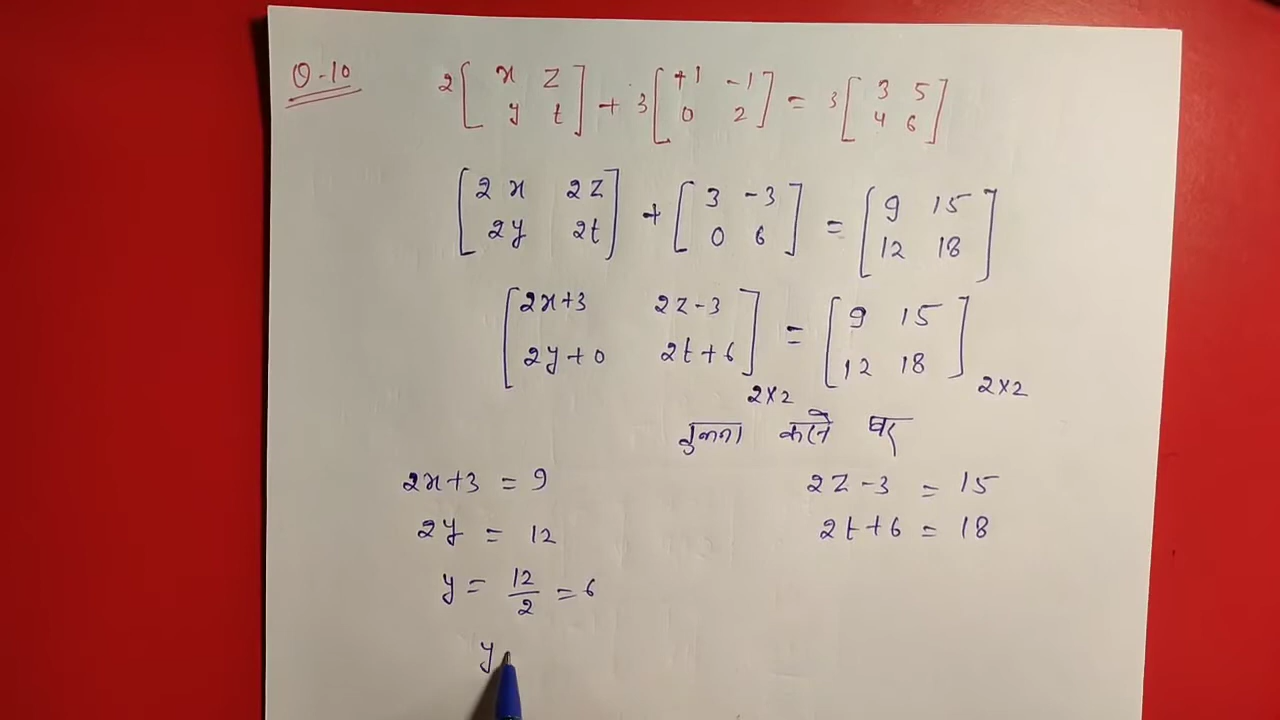 Q-10 2[x z y t] + 3[+1 -1 0 2] = 3[3 5 4 6]
[2x 2z 2y 2t] + [3 -3 0 6] = [9 15 12 18]
[2x+3 2z-3 2y+0 2t+6]2×2 = [9 15 12 18]2×2
तुलना करने पर
2x+3 = 9 2z-3 = 15
2y = 12 2t+6 = 18
y = 12/2 = 6
y